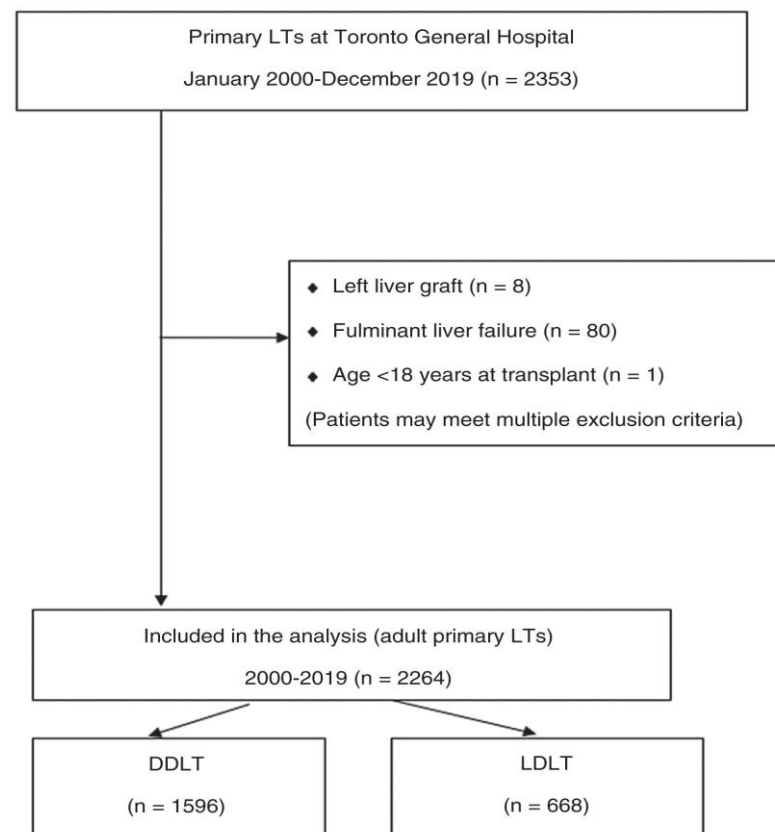 Primary LTs at Toronto General Hospital
January 2000-December 2019 (n = 2353)
◆ Left liver graft (n = 8)
◆ Fulminant liver failure (n = 80)
◆ Age <18 years at transplant (n = 1)
(Patients may meet multiple exclusion criteria)
Included in the analysis (adult primary LTs)
2000-2019 (n = 2264)
DDLT
(n = 1596)
LDLT
(n = 668)